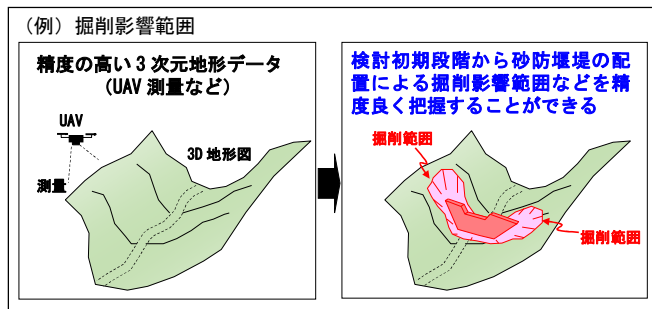 （例）掘削影響範囲
精度の高い３次元地形データ
（UAV 測量など）
UAV
3D 地形図
測量
検討初期段階から砂防堰堤の配
置による掘削影響範囲などを精
度良く把握することができる
掘削範囲
掘削範囲